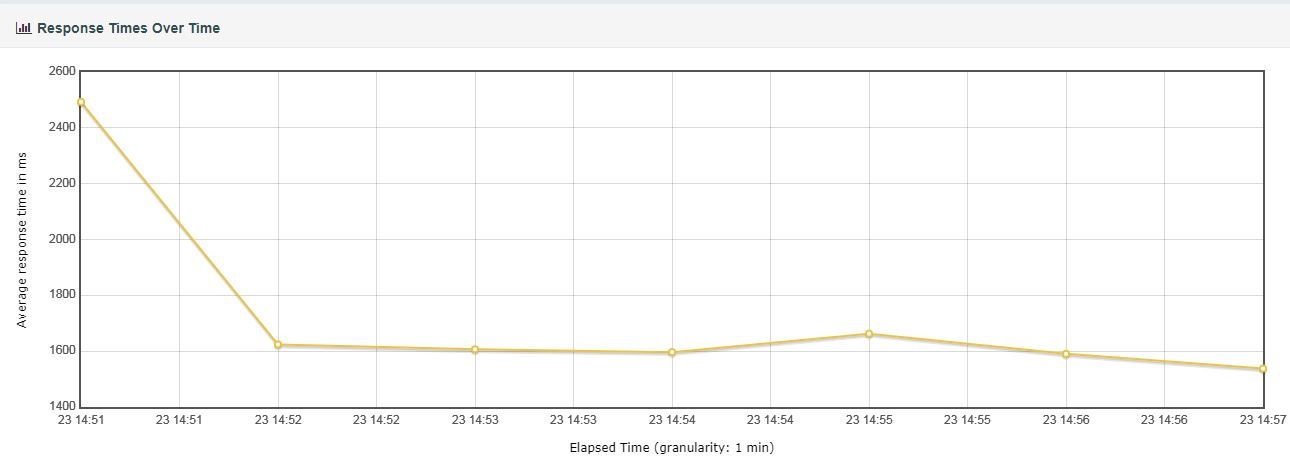 Response Times Over Time
2600
2400
2200
2000
1800
1600
1400
Average response time in ms
23 14:51 23 14:51 23 14:52 23 14:52 23 14:53 23 14:53 23 14:54 23 14:54 23 14:55 23 14:55 23 14:56 23 14:56 23 14:57
Elapsed Time (granularity: 1 min)